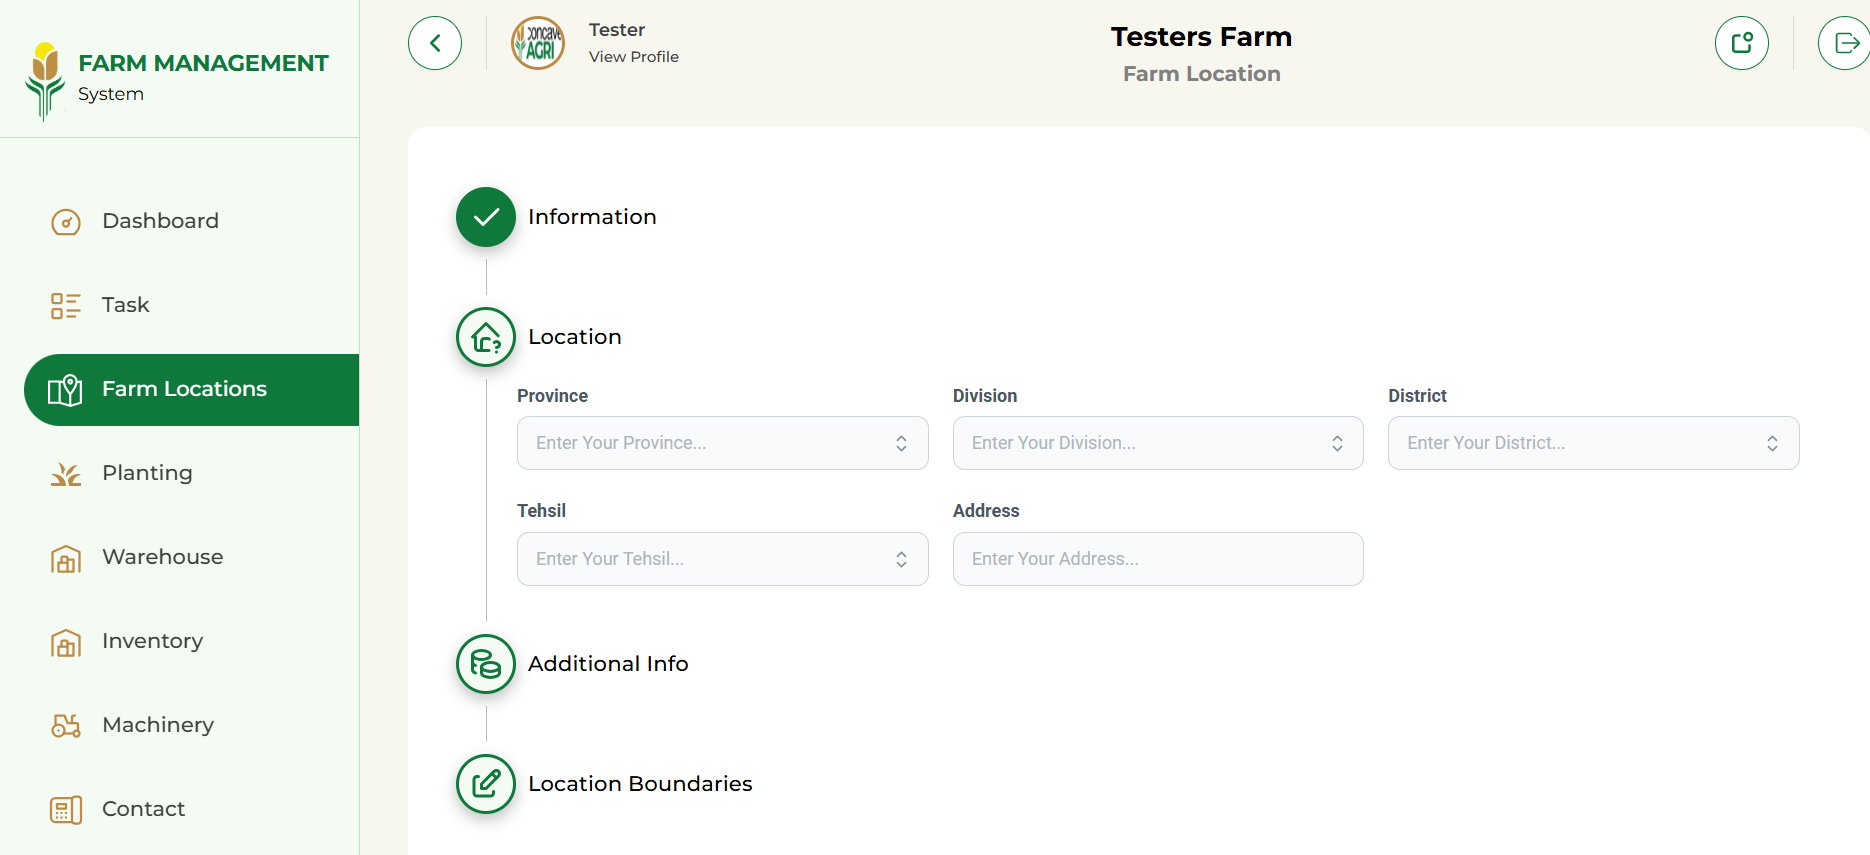 FARM MANAGEMENT
System
Dashboard
Task
Farm Locations
Planting
Warehouse
Inventory
Machinery
Contact
concave
AGRI
Tester
View Profile
Testers Farm
Farm Location
Information
Location
Province
Division
District
Enter Your Province...
Enter Your Division...
Enter Your District...
Tehsil
Address
Enter Your Tehsil...
Enter Your Address...
Additional Info
Location Boundaries